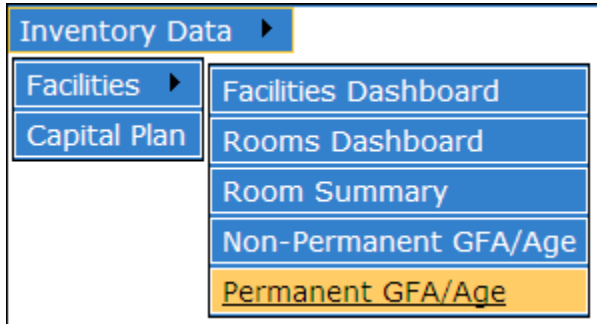 Inventory Data
Facilities
Capital Plan
Facilities Dashboard
Rooms Dashboard
Room Summary
Non-Permanent GFA/Age
Permanent GFA/Age